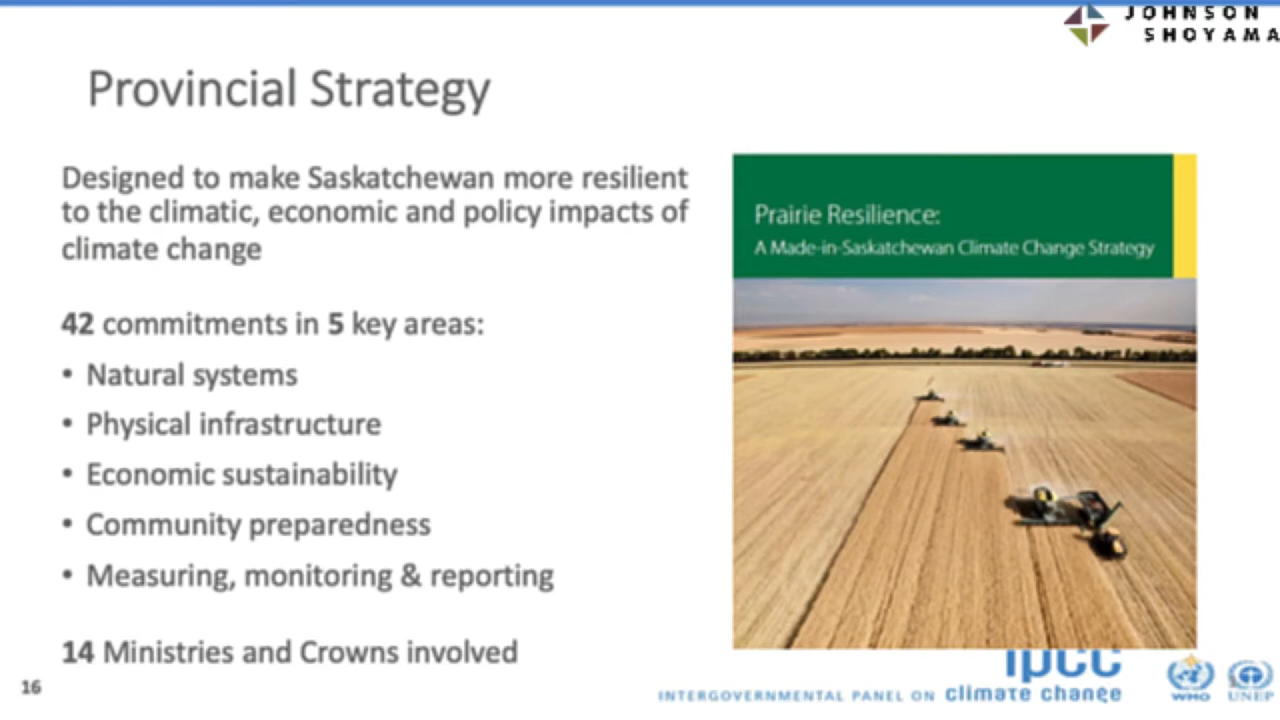 JOHNSON
SHOYAMA
Provincial Strategy
Designed to make Saskatchewan more resilient
to the climatic, economic and policy impacts of
climate change
42 commitments in 5 key areas:
• Natural systems
• Physical infrastructure
• Economic sustainability
• Community preparedness
• Measuring, monitoring & reporting
14 Ministries and Crowns involved
Prairie Resilience:
A Made-in-Saskatchewan Climate Change Strategy
16
ipcc
INTERGOVERNMENTAL PANEL ON climate change
WMO
UNEP